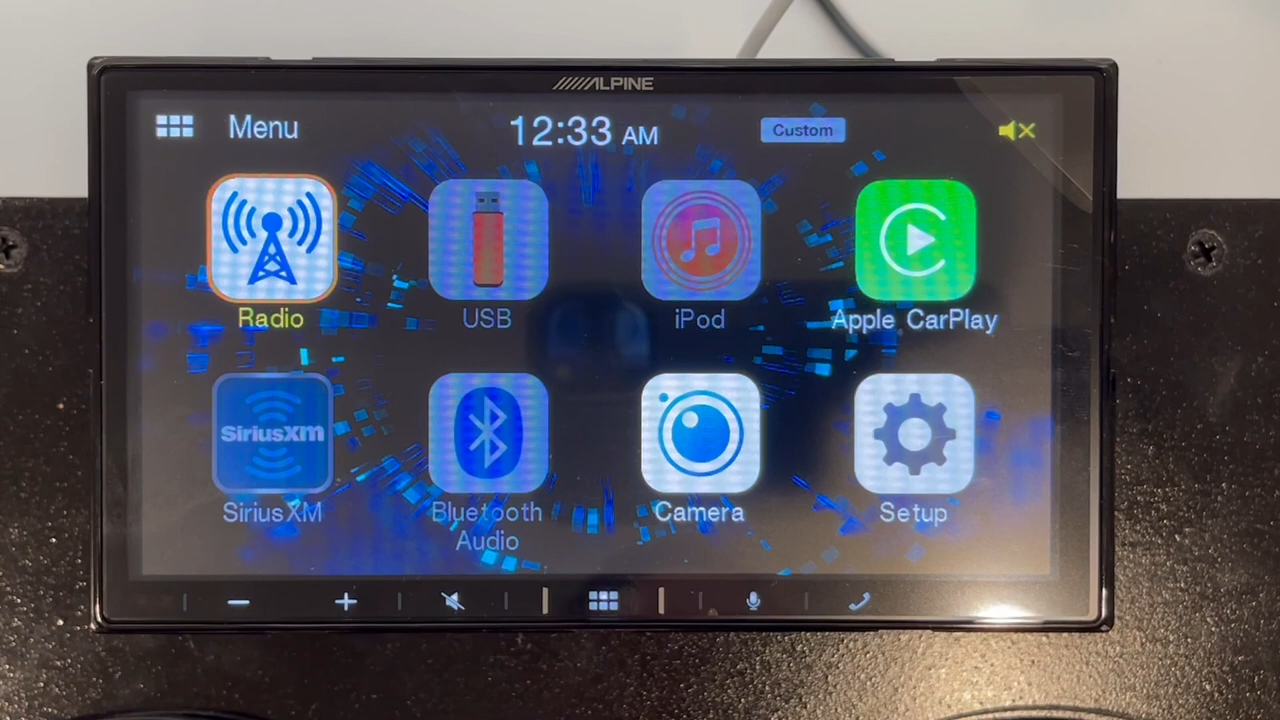 ALPINE
Menu
12:33 AM
Custom
Radio
USB
iPod
Apple CarPlay
SiriusXM
SiriusXM
Bluetooth
Audio
Camera
Setup